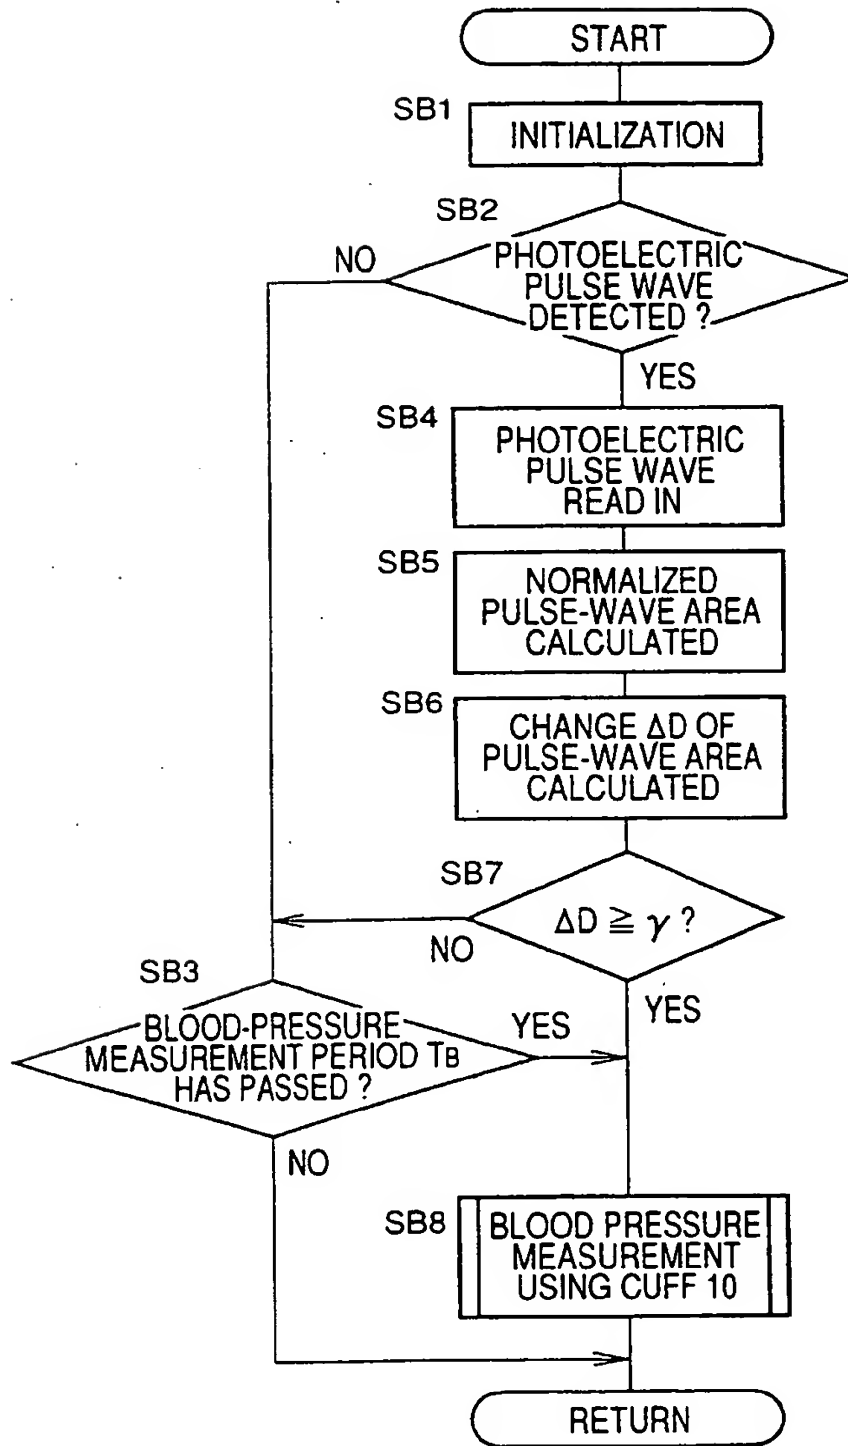 START
SB1
INITIALIZATION
SB2
NO
PHOTOELECTRIC
PULSE WAVE
DETECTED ?
YES
SB4
PHOTOELECTRIC
PULSE WAVE
READ IN
SB5
NORMALIZED
PULSE-WAVE AREA
CALCULATED
SB6
CHANGE ΔD OF
PULSE-WAVE AREA
CALCULATED
SB7
ΔD ≧ γ ?
NO
YES
SB3
BLOOD-PRESSURE
MEASUREMENT PERIOD TB
HAS PASSED ?
YES
NO
SB8
BLOOD PRESSURE
MEASUREMENT
USING CUFF 10
RETURN